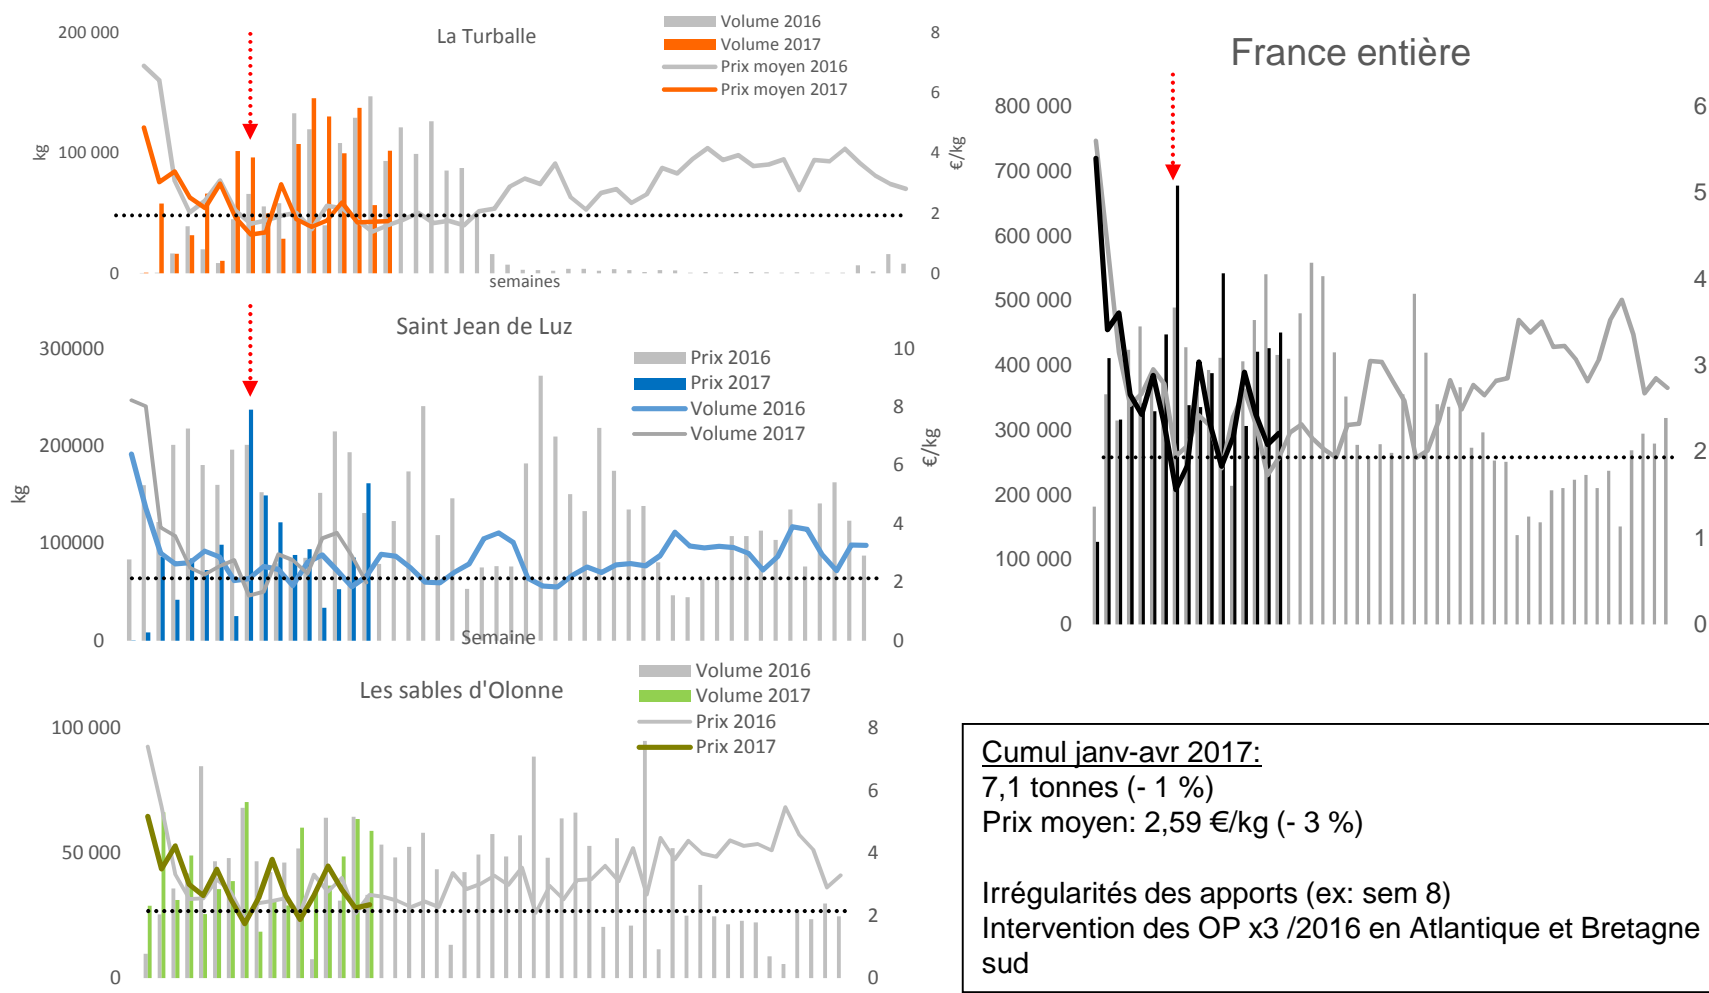 La Turballe
Volume 2016
Volume 2017
Prix moyen 2016
Prix moyen 2017
200 000
100 000
0
kg
8
6
4
2
0
€/kg
semaines
Saint Jean de Luz
Prix 2016
Prix 2017
Volume 2016
Volume 2017
300000
200000
100000
0
kg
10
8
6
4
2
0
€/kg
Semaine
Les sables d'Olonne
Volume 2016
Volume 2017
Prix 2016
Prix 2017
100 000
50 000
0
8
6
4
2
0
France entière
800 000
700 000
600 000
500 000
400 000
300 000
200 000
100 000
0
6
5
4
3
2
1
0
Cumul janv-avr 2017:
7,1 tonnes (- 1 %)
Prix moyen: 2,59 €/kg (- 3 %)
Irrégularités des apports (ex: sem 8)
Intervention des OP x3 /2016 en Atlantique et Bretagne
sud